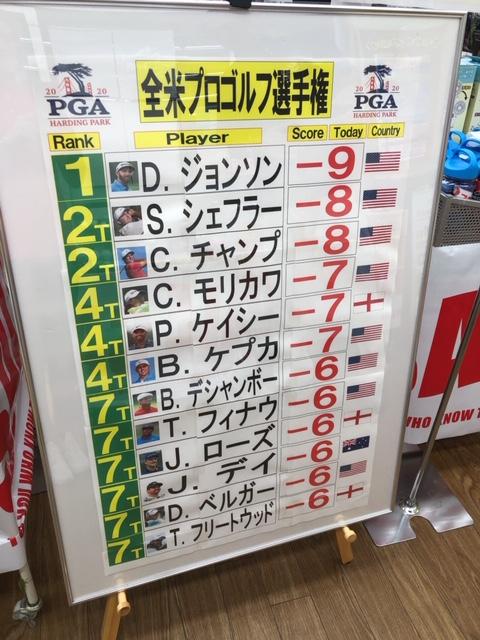 全米プロゴルフ選手権
2020
PGA
HARDING PARK
2020
PGA
HARDING PARK
Rank Player Score Today Country
1 D. ジョンソン -9
2T S. シェフラー -8
2T C. チャンプ -8
4T C. モリカワ -7
4T P. ケイシー -7
4T B. ケプカ -7
7T B. デシャンボー -6
7T T. フィナウ -6
7T J. ローズ -6
7T J. デイ -6
7T D. ベルガー -6
7T T. フリートウッド -6
WHO KNOW T